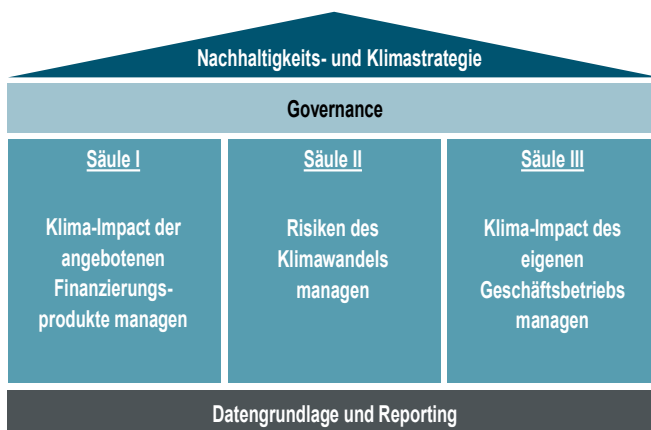 Nachhaltigkeits- und Klimastrategie
Governance
Säule I
Klima-Impact der
angebotenen
Finanzierungs-
produkte managen
Säule II
Risiken des
Klimawandels
managen
Säule III
Klima-Impact des
eigenen
Geschäftsbetriebs
managen
Datengrundlage und Reporting